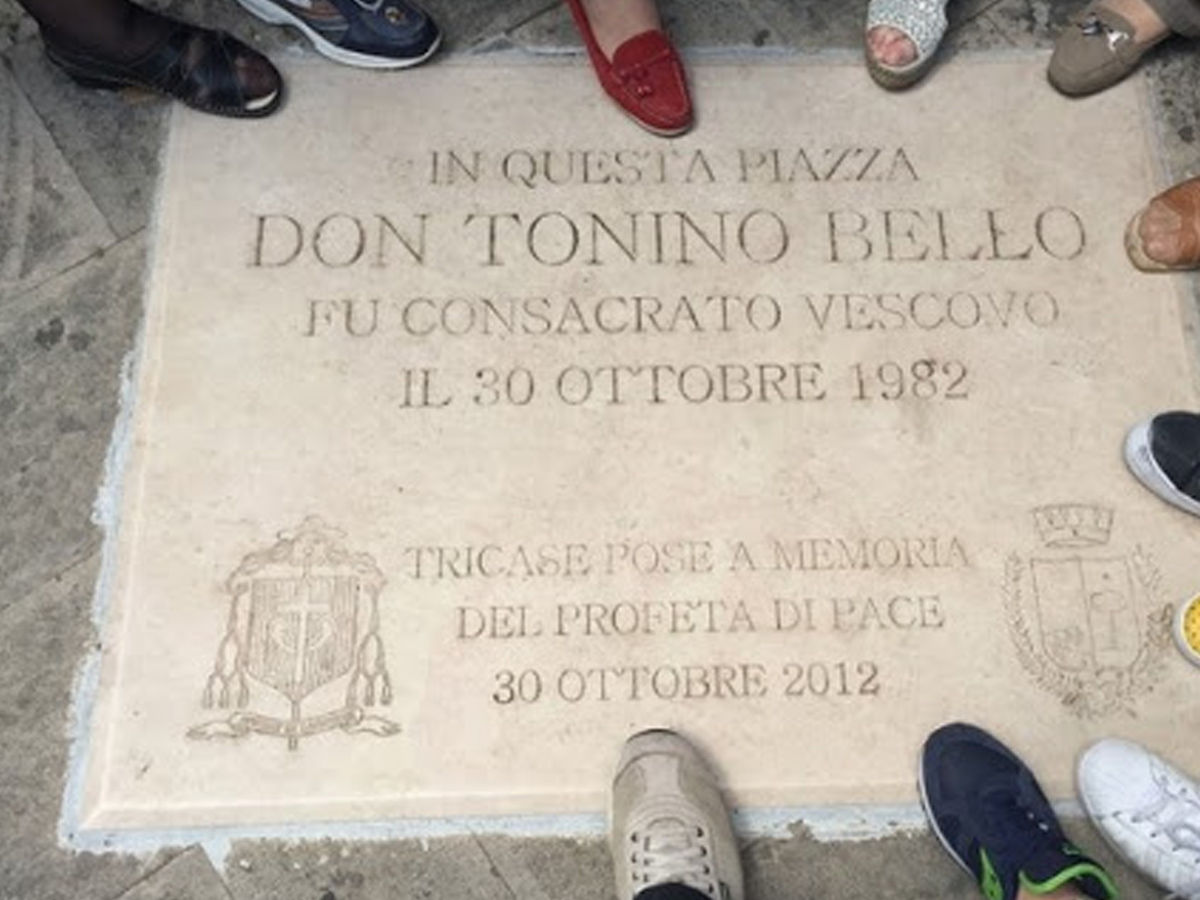 IN QUESTA PIAZZA
DON TONINO BELLO
FU CONSACRATO VESCOVO
IL 30 OTTOBRE 1982
TRICASE POSE A MEMORIA
DEL PROFETA DI PACE
30 OTTOBRE 2012